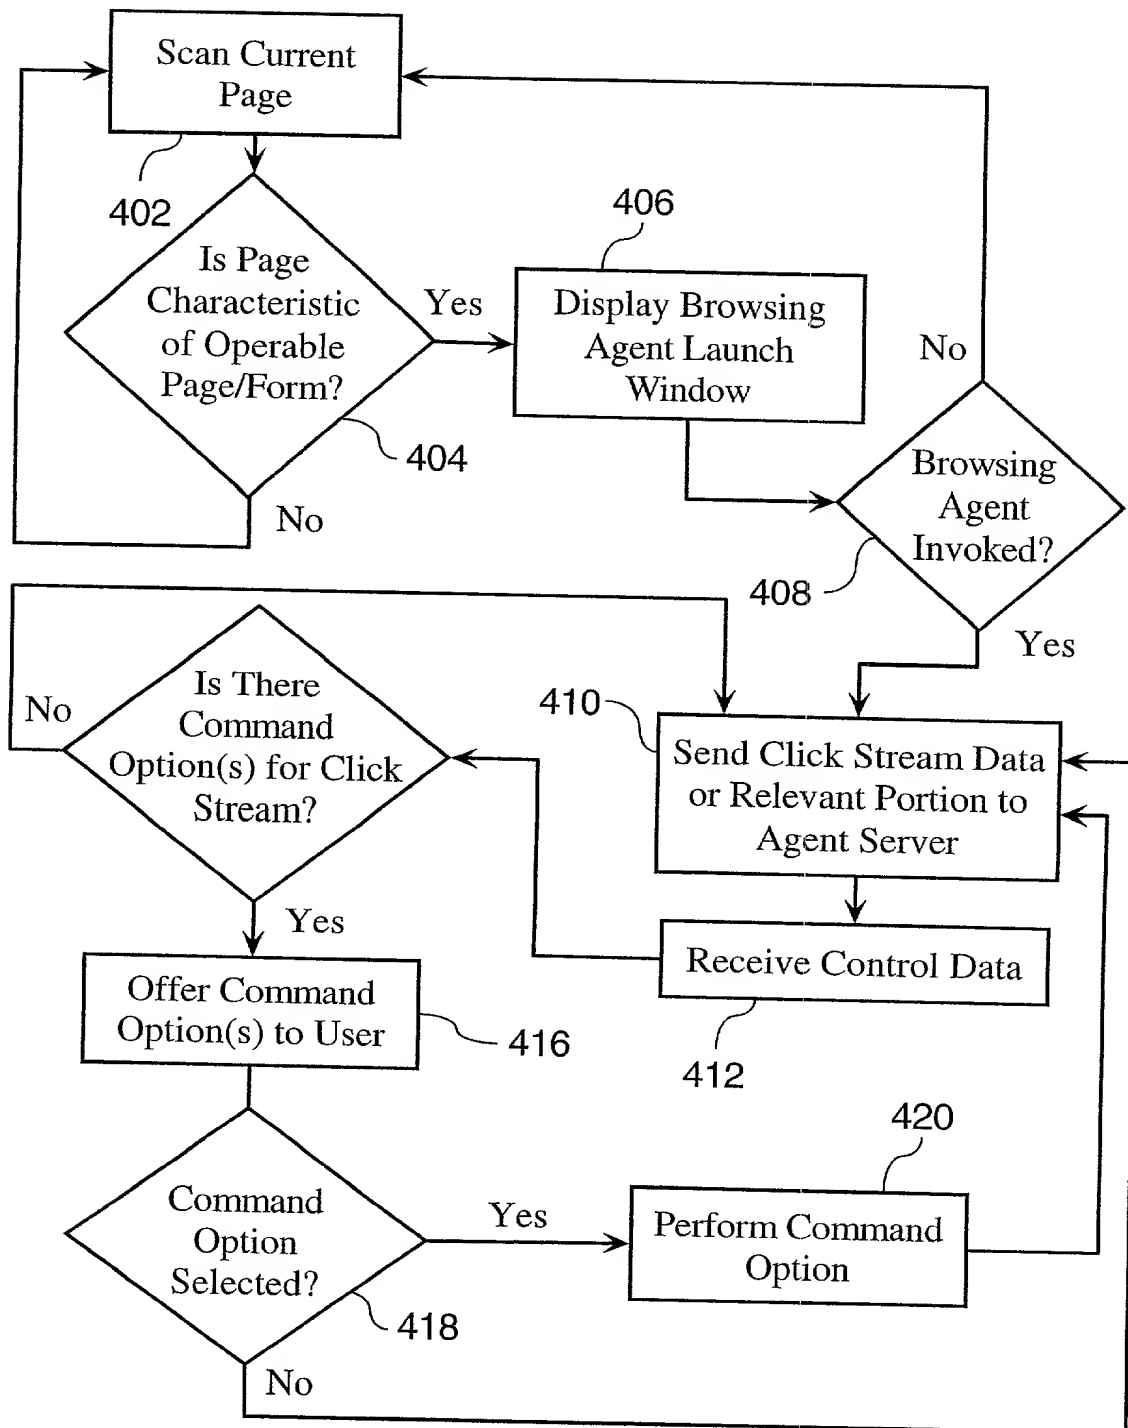 Scan Current
Page
402
Is Page
Characteristic
of Operable
Page/Form?
404
Yes
No
406
Display Browsing
Agent Launch
Window
No
Browsing
Agent
Invoked?
408
Yes
410
Send Click Stream Data
or Relevant Portion to
Agent Server
Receive Control Data
412
Is There
Command
Option(s) for Click
Stream?
No
Yes
Offer Command
Option(s) to User
416
Command
Option
Selected?
418
Yes
No
420
Perform Command
Option